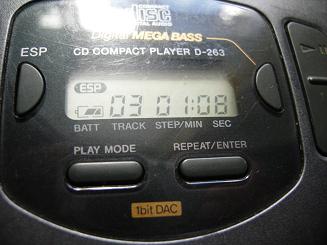 COMPACT
disc
DIGITAL AUDIO
Digital MEGA BASS
ESP CD COMPACT PLAYER D-263
ESP
03 01:08
BATT TRACK STEP/MIN SEC
PLAY MODE REPEAT/ENTER
1bit DAC